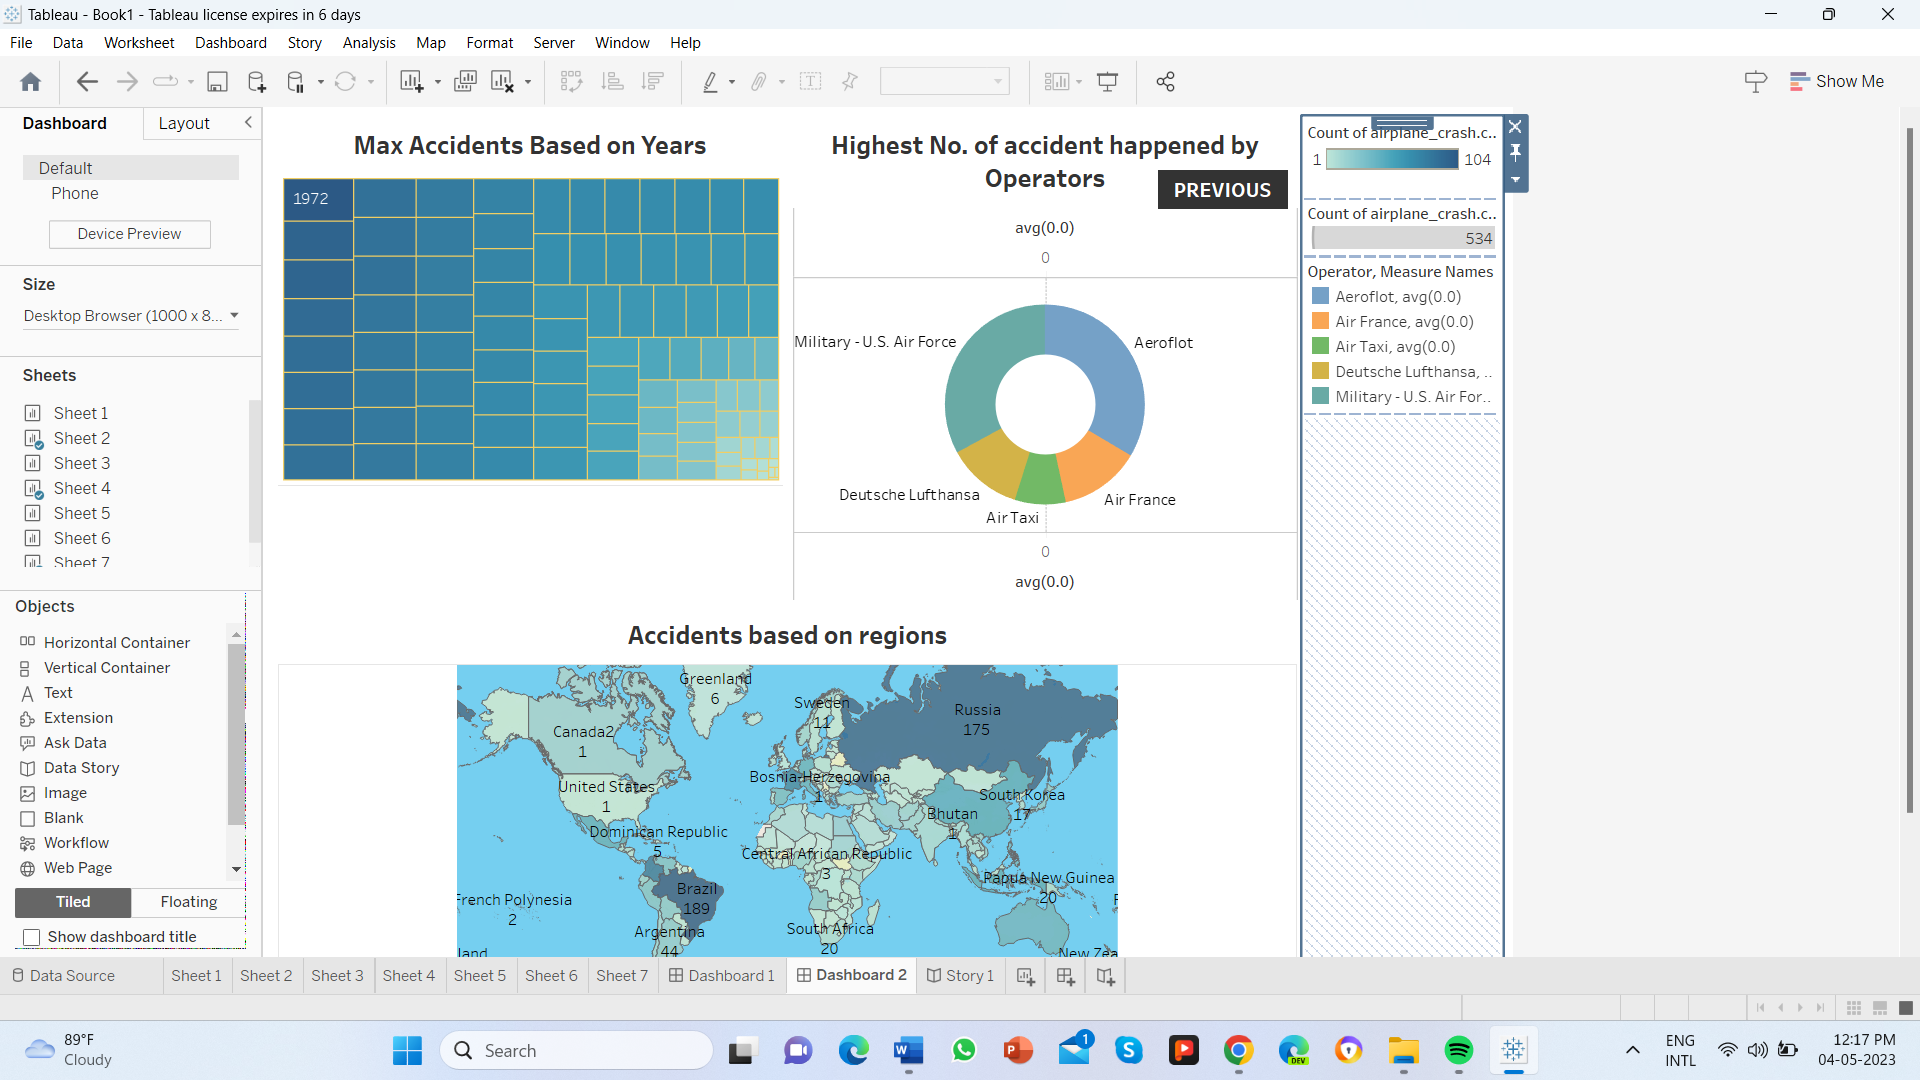 Tableau - Book1 - Tableau license expires in 6 days
File Data Worksheet Dashboard Story Analysis Map Format Server Window Help
Show Me
Dashboard Layout
Default
Phone
Device Preview
Size
Desktop Browser (1000 x 8...
Sheets
Sheet 1
Sheet 2
Sheet 3
Sheet 4
Sheet 5
Sheet 6
Sheet 7
Objects
Horizontal Container
Vertical Container
Text
Extension
Ask Data
Data Story
Image
Blank
Workflow
Web Page
Tiled Floating
Show dashboard title
Max Accidents Based on Years
1972
Highest No. of accident happened by
Operators
PREVIOUS
avg(0.0)
0
Military - U.S. Air Force
Aeroflot
Deutsche Lufthansa
Air France
Air Taxi
0
avg(0.0)
Count of airplane_crash.c..
1 104
Count of airplane_crash.c..
534
Operator, Measure Names
Aeroflot, avg(0.0)
Air France, avg(0.0)
Air Taxi, avg(0.0)
Deutsche Lufthansa, ..
Military - U.S. Air For..
Accidents based on regions
Greenland
6
Sweden
11
Russia
175
Canada2
1
Bosnia-Herzegovina
1
United States
1
South Korea
17
Bhutan
1
Dominican Republic
5
Central African Republic
3
Papua New Guinea
20
Brazil
189
French Polynesia
2
South Africa
20
Argentina
44
land
New Zea
Data Source Sheet 1 Sheet 2 Sheet 3 Sheet 4 Sheet 5 Sheet 6 Sheet 7 Dashboard 1 Dashboard 2 Story 1
89°F
Cloudy
Search
DEV
1
ENG
INTL
12:17 PM
04-05-2023